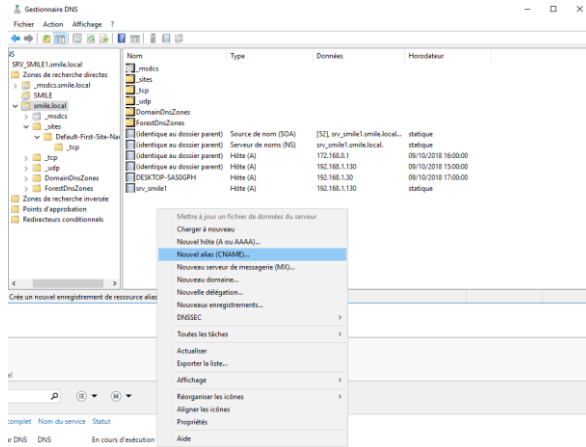 Gestionnaire DNS
Fichier Action Affichage ?
SRV_SMILE1.smile.local
Zones de recherche directes
_msdcs.smile.local
SMILE
smile.local
_msdcs
_sites
Default-First-Site-Nar
_tcp
_tcp
_udp
DomainDnsZones
ForestDnsZones
Zones de recherche inversée
Points d'approbation
Redirecteurs conditionnels
Nom Type Données Horodateur
_msdcs
_sites
_tcp
_udp
DomainDnsZones
ForestDnsZones
(identique au dossier parent) Source de nom (SOA) [52], srv_smile1.smile.local... statique
(identique au dossier parent) Serveur de noms (NS) srv_smile1.smile.local. statique
(identique au dossier parent) Hôte (A) 172.168.0.1 09/10/2018 16:00:00
(identique au dossier parent) Hôte (A) 192.168.1.130 09/10/2018 15:00:00
DESKTOP-SAS0GPH Hôte (A) 192.168.1.30 09/10/2018 17:00:00
srv_smile1 Hôte (A) 192.168.1.130 statique
Mettre à jour un fichier de données du serveur
Charger à nouveau
Nouvel hôte (A ou AAAA)...
Nouvel alias (CNAME)...
Nouveau serveur de messagerie (MX)...
Nouveau domaine...
Nouvelle délégation...
Nouveaux enregistrements...
DNSSEC
Toutes les tâches
Actualiser
Exporter la liste...
Affichage
Réorganiser les icônes
Aligner les icônes
Propriétés
Aide
Crée un nouvel enregistrement de ressource alias
complet Nom du service Statut
ur DNS DNS En cours d'exécution